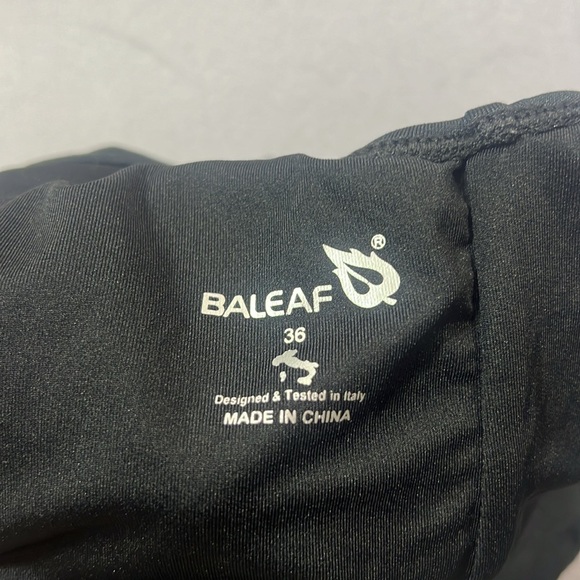 BALEAF®
36
Designed & Tested in Italy
MADE IN CHINA